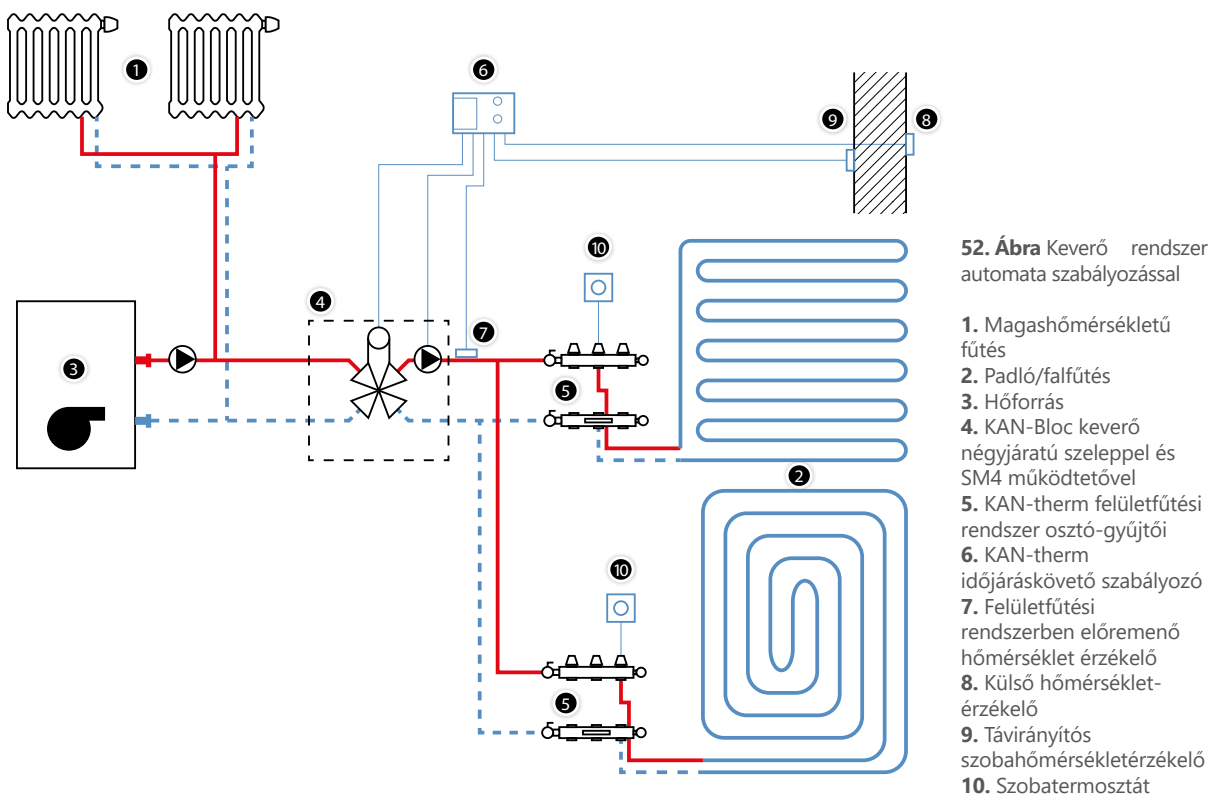 1
6
9
8
10
4
7
3
5
2
10
5
52. Ábra Keverő rendszer
automata szabályozással
1. Magashőmérsékletű
fűtés
2. Padló/falfűtés
3. Hőforrás
4. KAN-Bloc keverő
négyjáratú szeleppel és
SM4 működtetővel
5. KAN-therm felületfűtési
rendszer osztó-gyűjtői
6. KAN-therm
időjáráskövető szabályozó
7. Felületfűtési
rendszerben előremenő
hőmérséklet érzékelő
8. Külső hőmérséklet-
érzékelő
9. Távirányítós
szobahőmérsékletérzékelő
10. Szobatermosztát